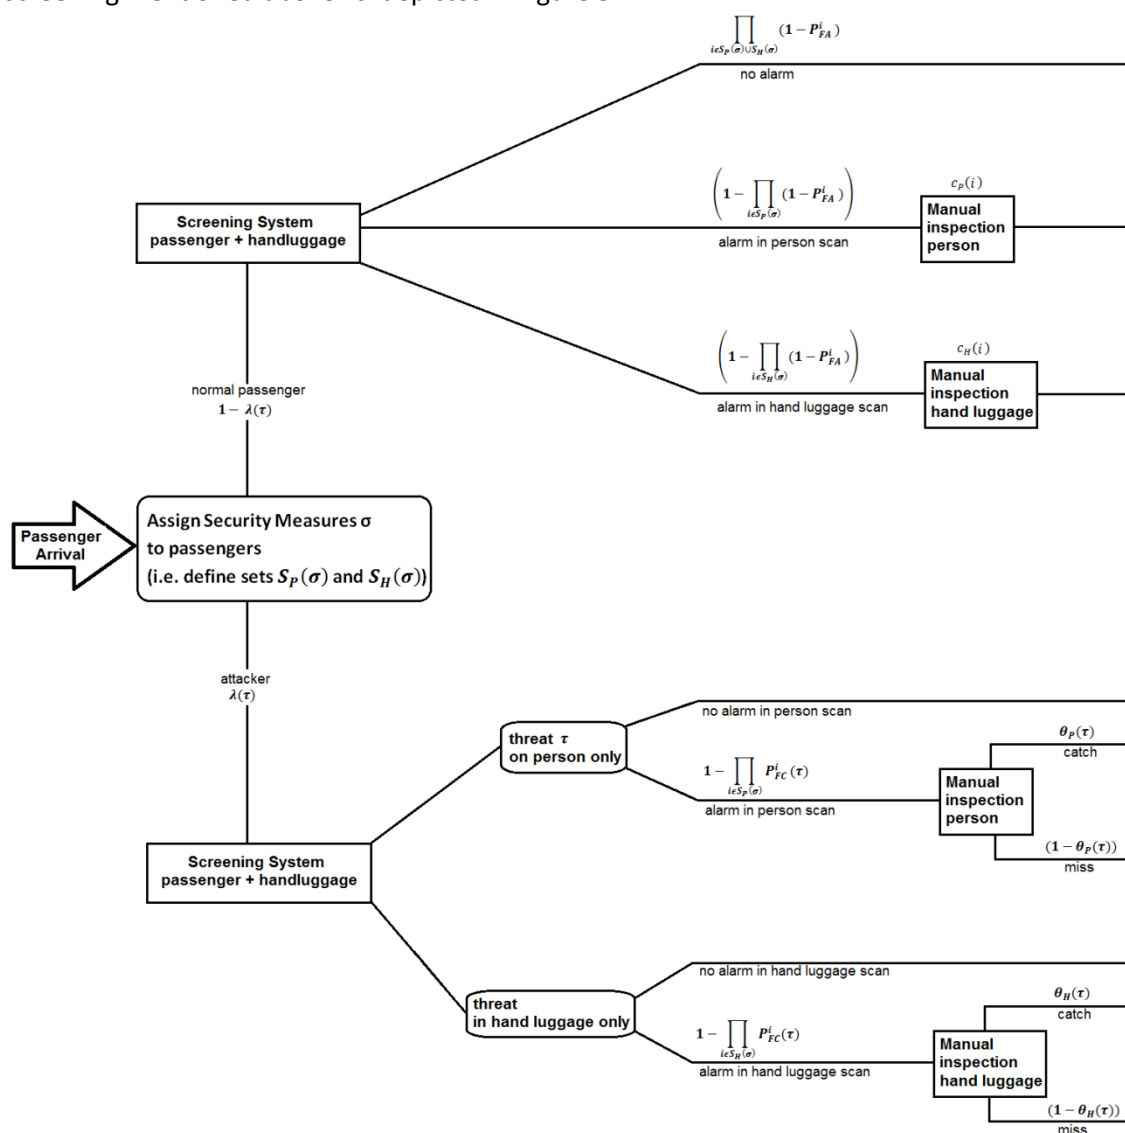 ∏ i∈S_P(σ)∪S_H(σ) (1 − P^i_FA)
no alarm
(1 − ∏ i∈S_P(σ) (1 − P^i_FA))
alarm in person scan
c_P(i)
Manual
inspection
person
Screening System
passenger + handluggage
(1 − ∏ i∈S_H(σ) (1 − P^i_FA))
alarm in hand luggage scan
c_H(i)
Manual
inspection
hand luggage
normal passenger
1 − λ(τ)
Passenger
Arrival
Assign Security Measures σ
to passengers
(i.e. define sets S_P(σ) and S_H(σ))
attacker
λ(τ)
no alarm in person scan
threat τ
on person only
1 − ∏ i∈S_P(σ) P^i_FC(τ)
alarm in person scan
θ_P(τ)
catch
Manual
inspection
person
(1 − θ_P(τ))
miss
Screening System
passenger + handluggage
no alarm in hand luggage scan
threat
in hand luggage only
1 − ∏ i∈S_H(σ) P^i_FC(τ)
alarm in hand luggage scan
θ_H(τ)
catch
Manual
inspection
hand luggage
(1 − θ_H(τ))
miss